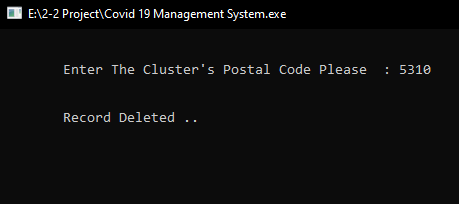 E:\2-2 Project\Covid 19 Management System.exe
Enter The Cluster's Postal Code Please : 5310
Record Deleted ..